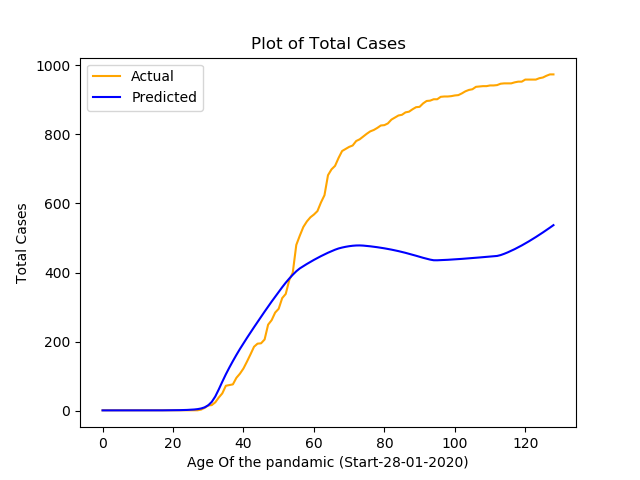 Plot of Total Cases
Actual
Predicted
Total Cases
1000
800
600
400
200
0
0 20 40 60 80 100 120
Age Of the pandamic (Start-28-01-2020)